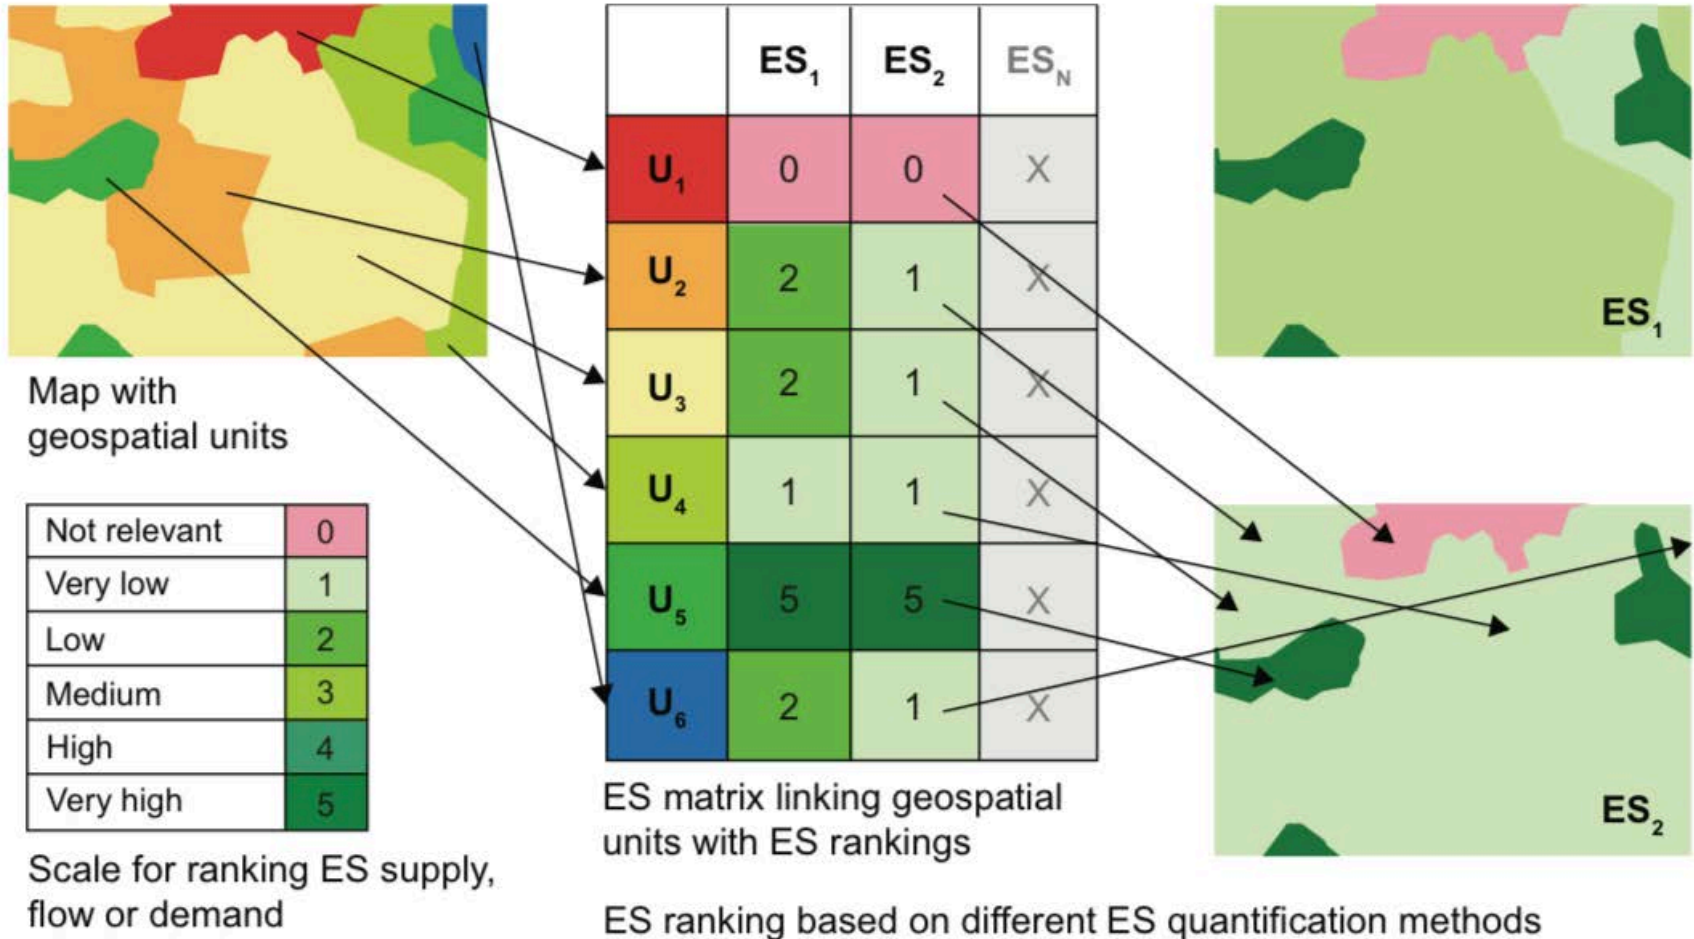 ES1 ES2 ESN
U1 0 0 X
U2 2 1 X
U3 2 1 X
U4 1 1 X
U5 5 5 X
U6 2 1 X
Map with
geospatial units
Not relevant 0
Very low 1
Low 2
Medium 3
High 4
Very high 5
Scale for ranking ES supply,
flow or demand
ES matrix linking geospatial
units with ES rankings
ES ranking based on different ES quantification methods
ES1
ES2